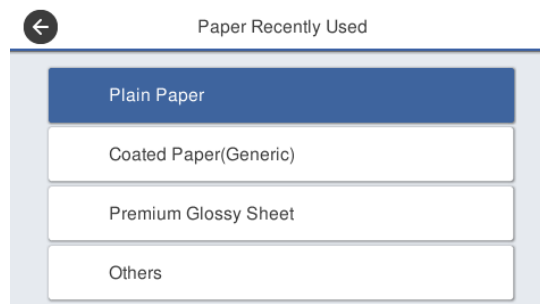 Paper Recently Used
Plain Paper
Coated Paper(Generic)
Premium Glossy Sheet
Others